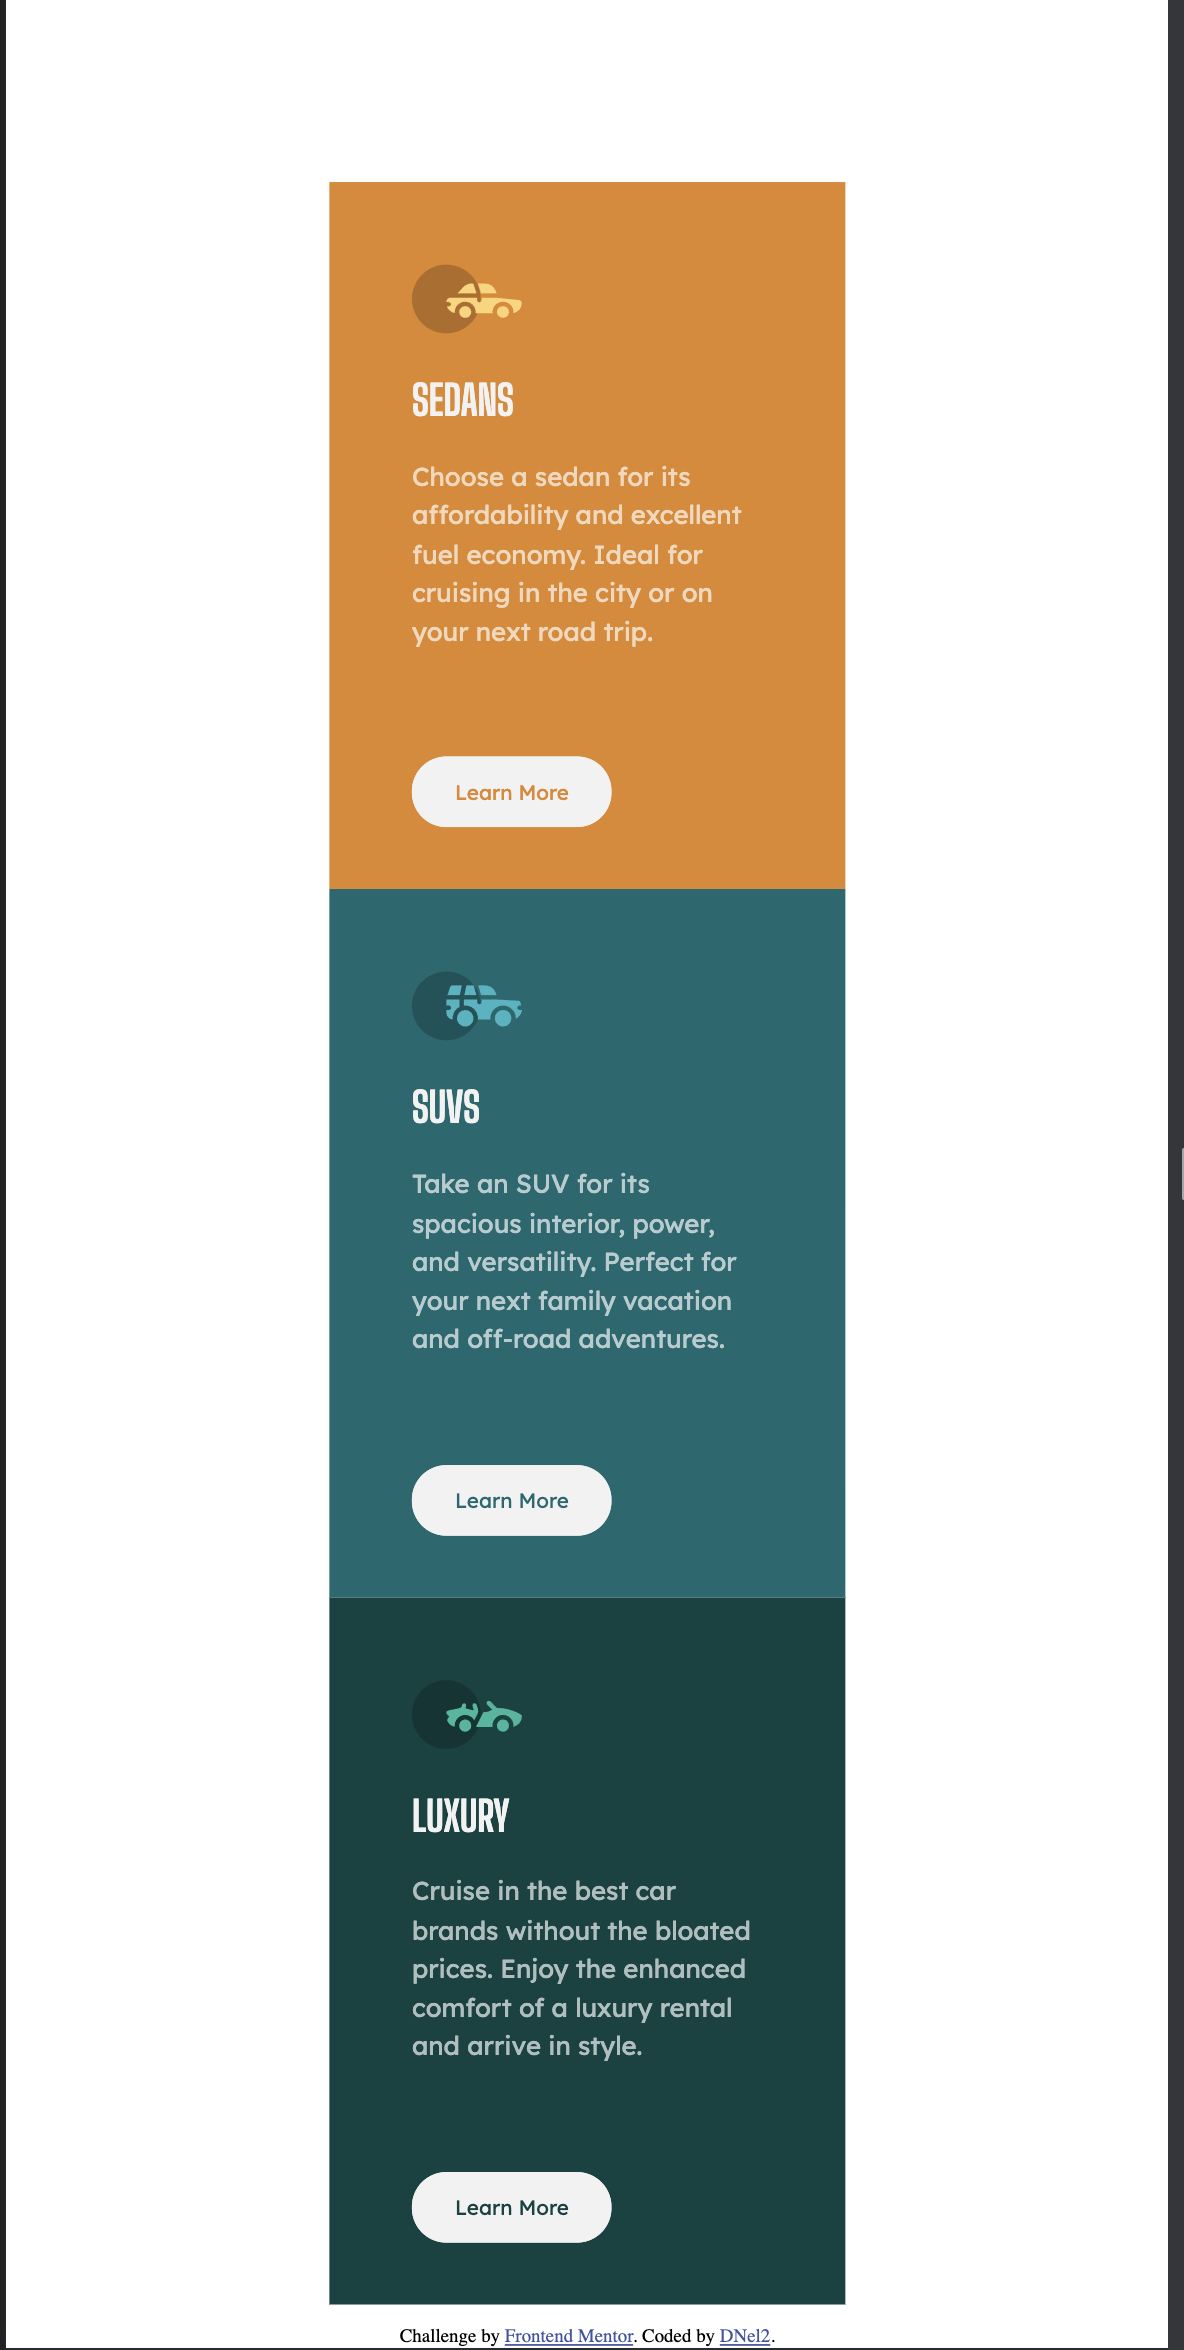 SEDANS
Choose a sedan for its
affordability and excellent
fuel economy. Ideal for
cruising in the city or on
your next road trip.
Learn More
SUVS
Take an SUV for its
spacious interior, power,
and versatility. Perfect for
your next family vacation
and off-road adventures.
Learn More
LUXURY
Cruise in the best car
brands without the bloated
prices. Enjoy the enhanced
comfort of a luxury rental
and arrive in style.
Learn More
Challenge by Frontend Mentor. Coded by DNel2.